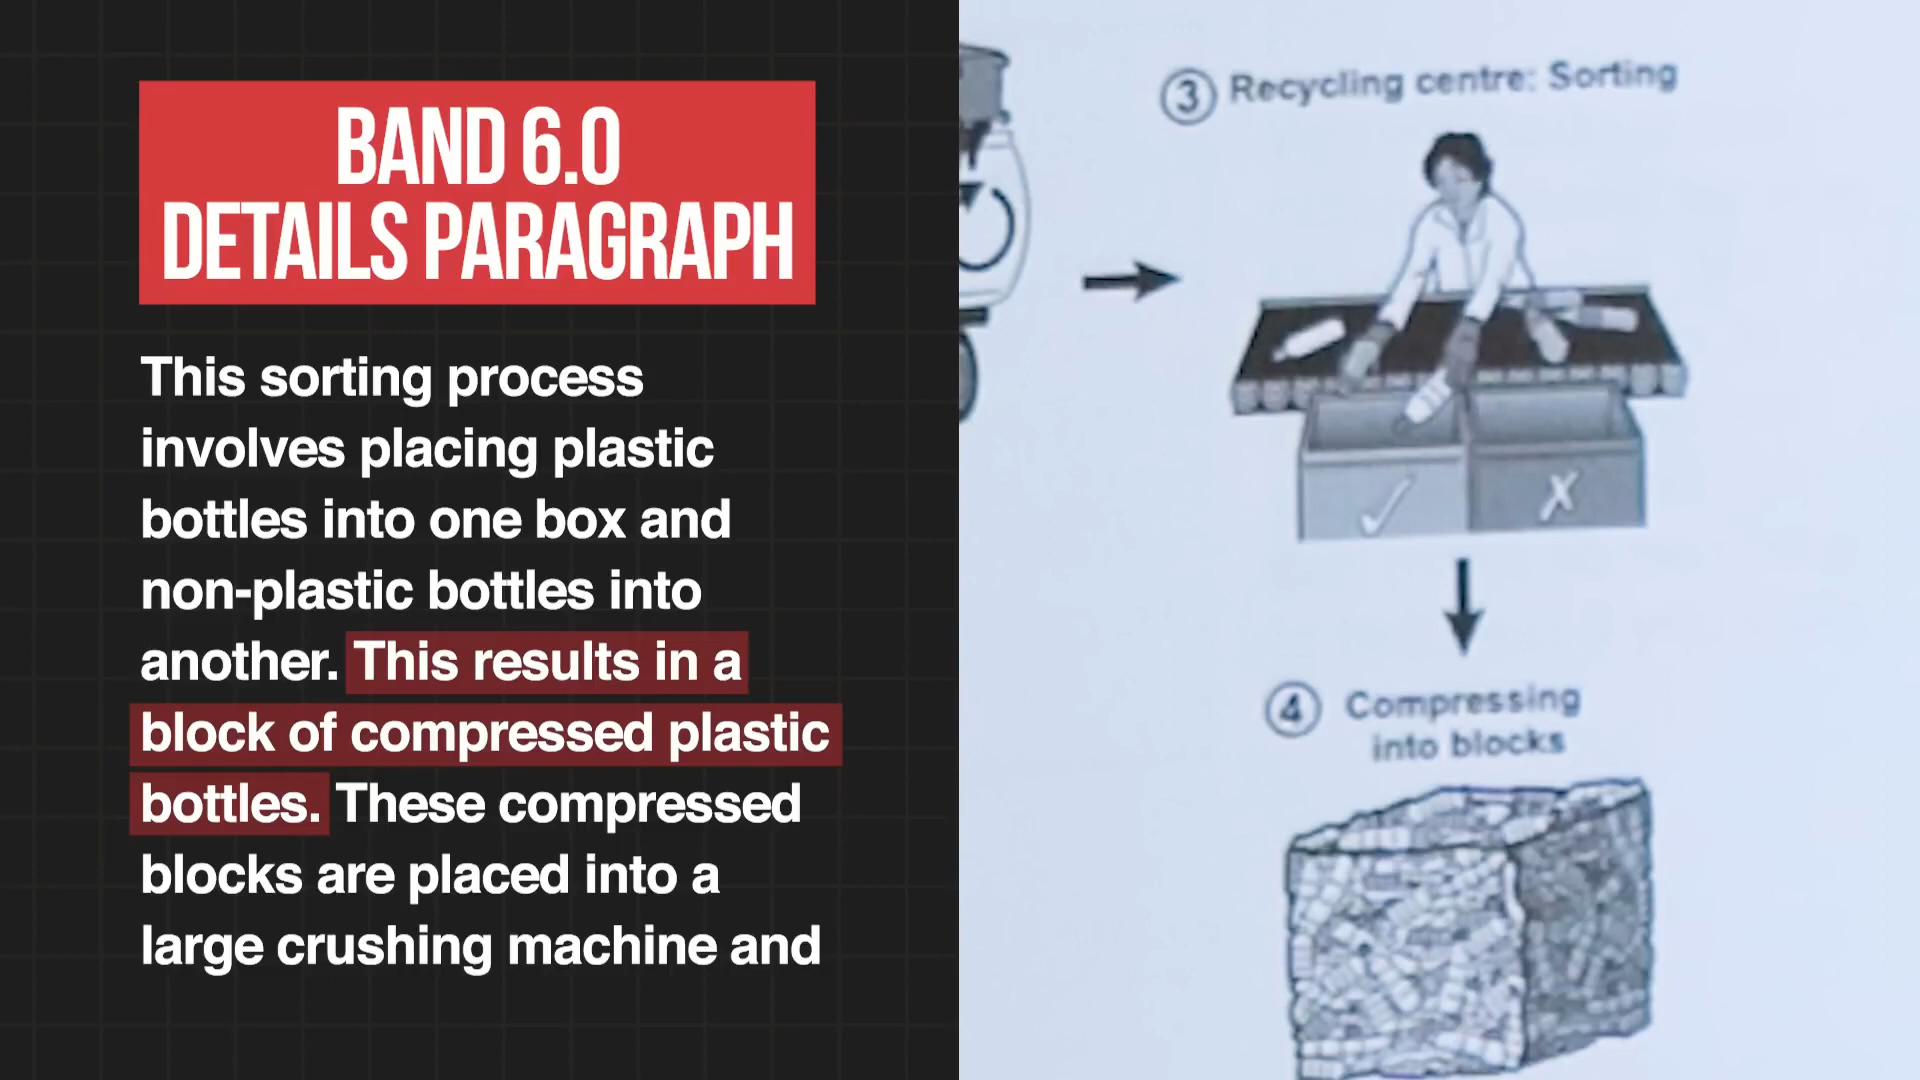 BAND 6.0
DETAILS PARAGRAPH
This sorting process
involves placing plastic
bottles into one box and
non-plastic bottles into
another. This results in a
block of compressed plastic
bottles. These compressed
blocks are placed into a
large crushing machine and
3 Recycling centre: Sorting
4 Compressing
into blocks